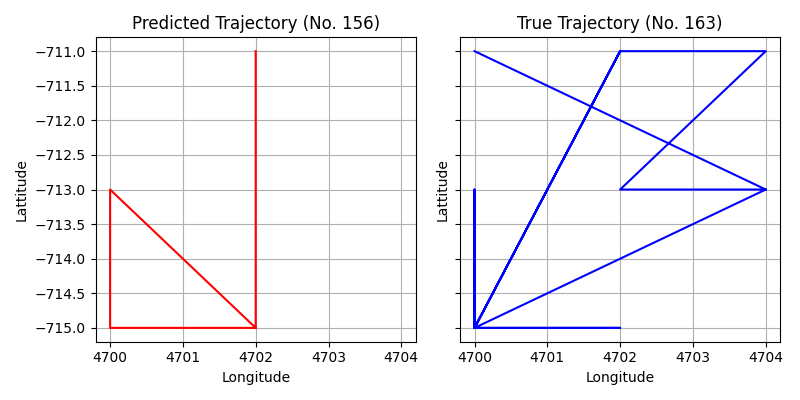 Predicted Trajectory (No. 156)
Lattitude
−711.0
−711.5
−712.0
−712.5
−713.0
−713.5
−714.0
−714.5
−715.0
4700 4701 4702 4703 4704
Longitude
True Trajectory (No. 163)
Lattitude
4700 4701 4702 4703 4704
Longitude